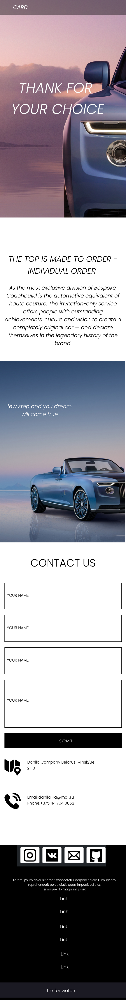 CARD
THANK FOR
YOUR CHOICE
THE TOP IS MADE TO ORDER -
INDIVIDUAL ORDER
As the most exclusive division of Bespoke,
Coachbuild is the automotive equivalent of
haute couture. The invitation-only service
offers people with outstanding
achievements, culture and vision to create a
completely original car — and declare
themselves in the legendary history of the
brand.
few step and you dream
will come true
CONTACT US
YOUR NAME
YOUR NAME
YOUR NAME
YOUR NAME
SYBMIT
Danila Company Belarus, Minsk/Bel
21-3
Email:danila.kla@mail.ru
Phone:+375 44 764 0852
Lorem ipsum dolor sit amet, consectetur adipisicing elit. Eum, ipsam
reprehenderit perspiciatis quasi impedit odio ex
similique illo magnam porro
Link
Link
Link
Link
Link
Link
thx for watch